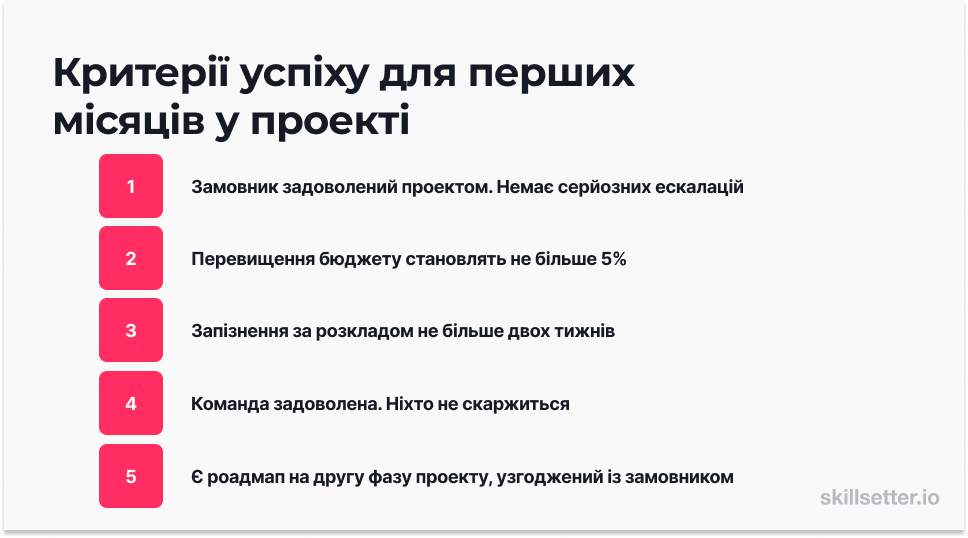 Критерії успіху для перших
місяців у проекті
1
Замовник задоволений проектом. Немає серйозних ескалацій
2
Перевищення бюджету становлять не більше 5%
3
Запізнення за розкладом не більше двох тижнів
4
Команда задоволена. Ніхто не скаржиться
5
Є роадмап на другу фазу проекту, узгоджений із замовником
skillsetter.io